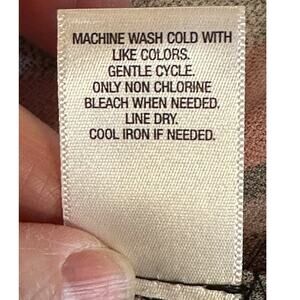 MACHINE WASH COLD WITH
LIKE COLORS.
GENTLE CYCLE.
ONLY NON CHLORINE
BLEACH WHEN NEEDED.
LINE DRY.
COOL IRON IF NEEDED.